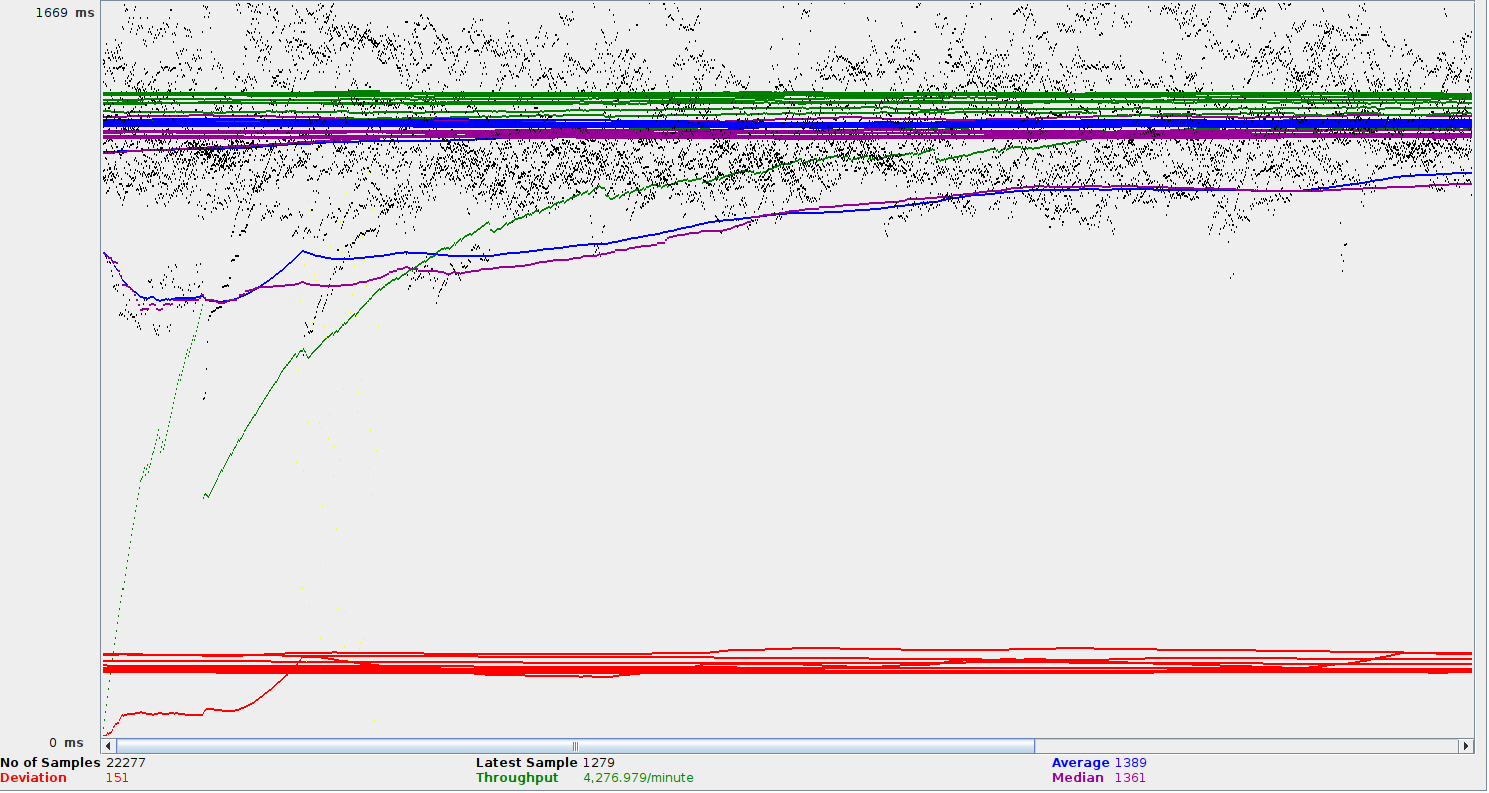 1669 ms
0 ms
No of Samples 22277 Latest Sample 1279 Average 1389
Deviation 151 Throughput 4,276.979/minute Median 1361